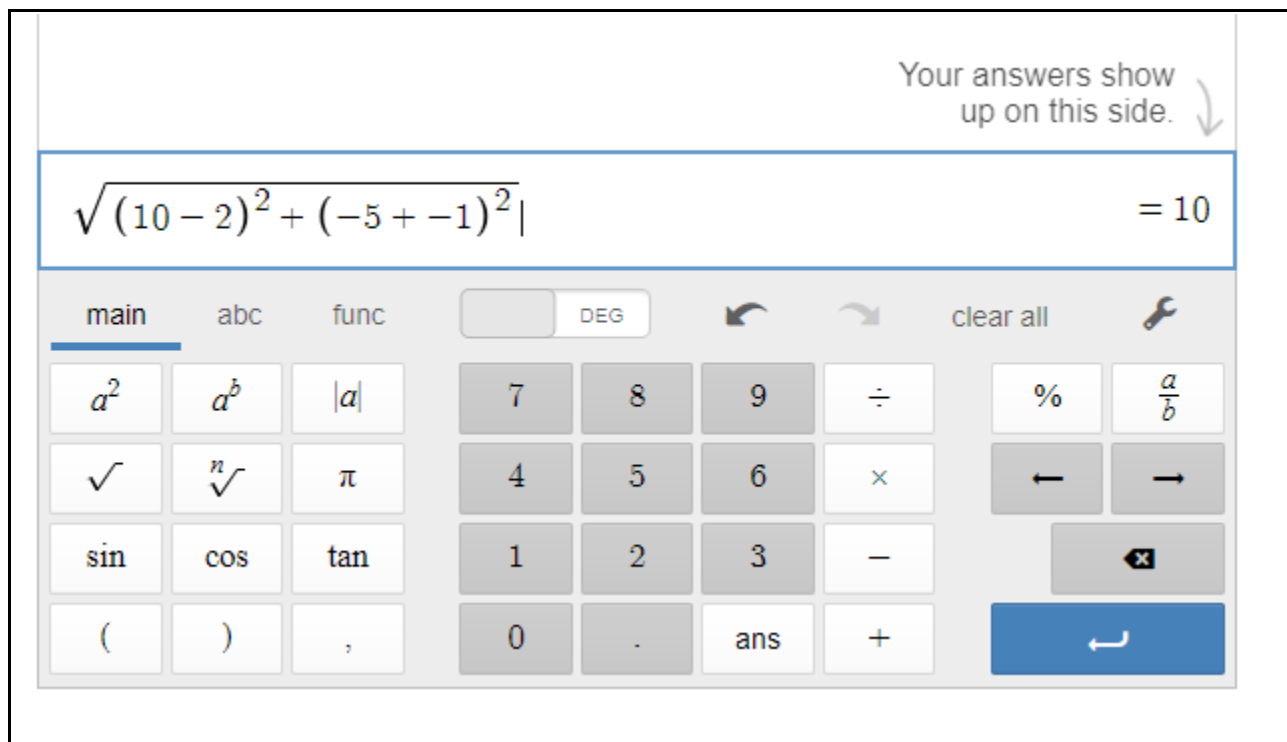 Your answers show
up on this side.
√(10 − 2)² + (−5 + −1)² = 10
main abc func DEG clear all
a² aᵇ |a| 7 8 9 ÷ % a/b
√ ⁿ√ π 4 5 6 × ← →
sin cos tan 1 2 3 −
( ) , 0 . ans +